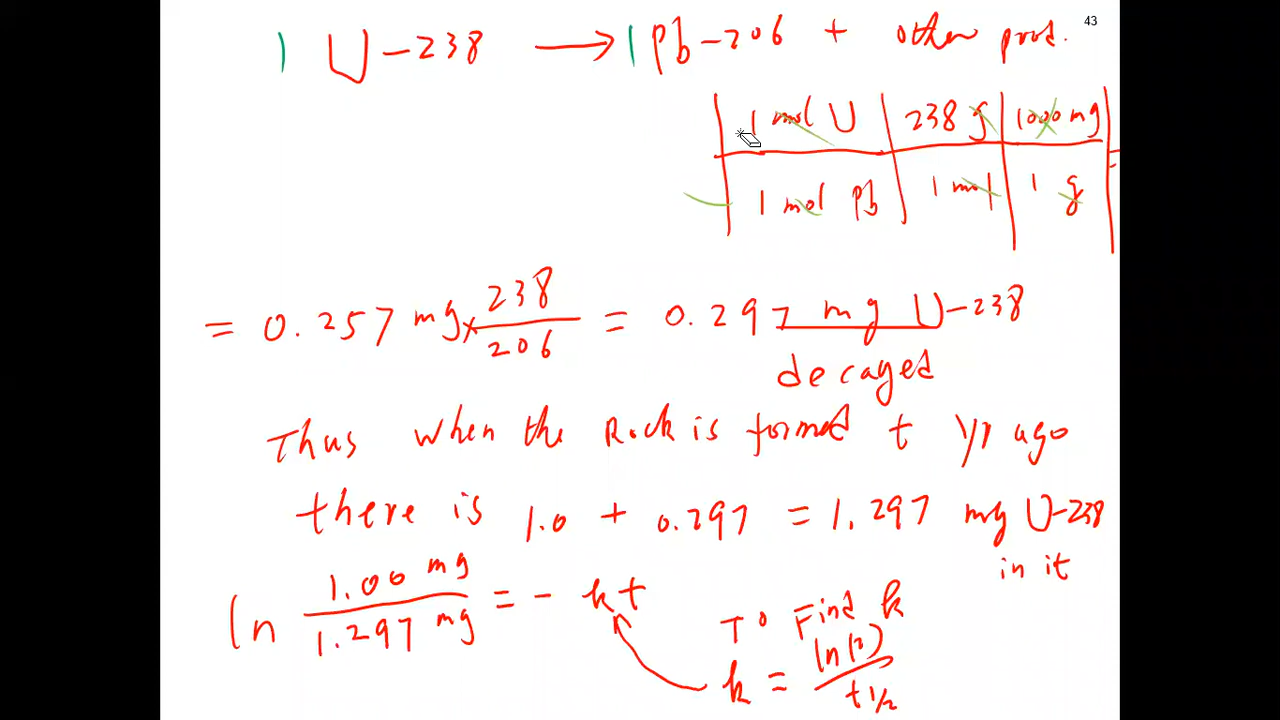 43
1 U-238 → 1 Pb-206 + other prod.
1 mol U | 238 g | 1000 mg
1 mol Pb | 1 mol | 1 g =
= 0.257 mg x 238/206 = 0.297 mg U-238
decayed
Thus when the Rock is formed t yr ago
there is 1.0 + 0.297 = 1.297 mg U-238
in it
ln 1.00 mg/1.297 mg = - kt
To Find k
k = ln(2)/t1/2